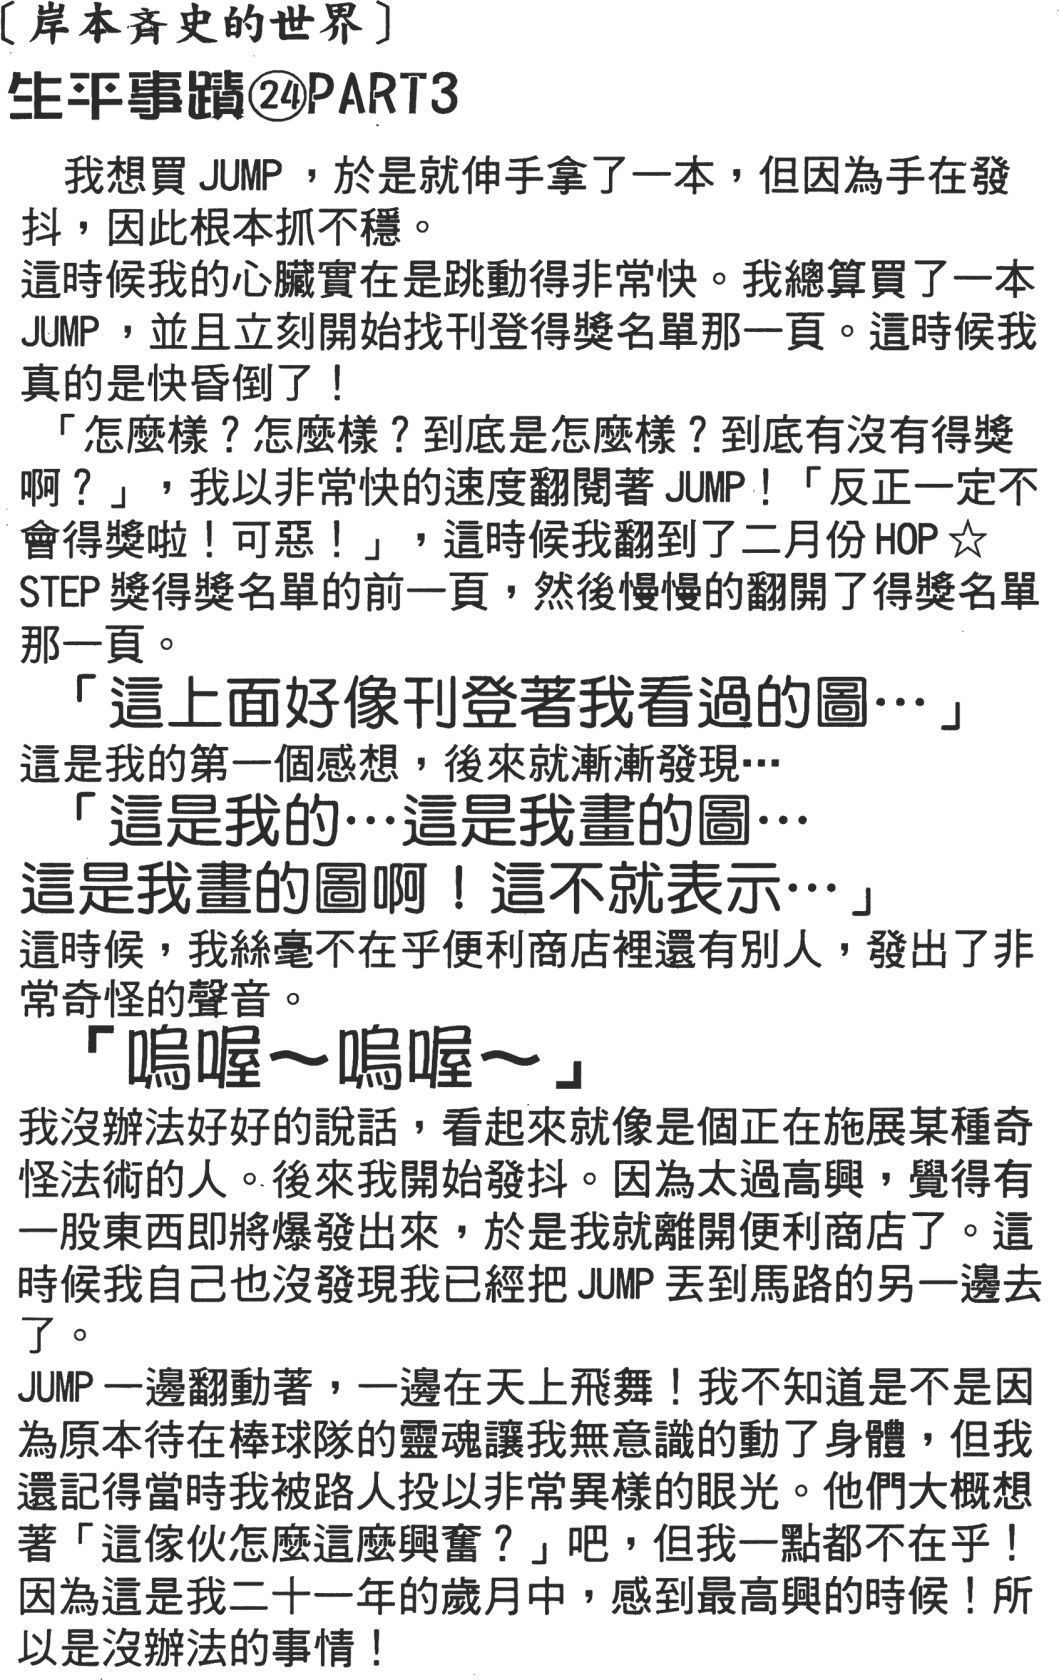 〔岸本斉史的世界〕
生平事蹟㉔PART3
我想買JUMP，於是就伸手拿了一本，但因為手在發
抖，因此根本抓不穩。
這時候我的心臟實在是跳動得非常快。我總算買了一本
JUMP，並且立刻開始找刊登得獎名單那一頁。這時候我
真的是快昏倒了！
「怎麼樣？怎麼樣？到底是怎麼樣？到底有沒有得獎
啊？」，我以非常快的速度翻閱著JUMP！「反正一定不
會得獎啦！可惡！」，這時候我翻到了二月份HOP☆
STEP獎得獎名單的前一頁，然後慢慢的翻開了得獎名單
那一頁。
「這上面好像刊登著我看過的圖…」
這是我的第一個感想，後來就漸漸發現…
「這是我的…這是我畫的圖…
這是我畫的圖啊！這不就表示…」
這時候，我絲毫不在乎便利商店裡還有別人，發出了非
常奇怪的聲音。
「嗚喔～嗚喔～」
我沒辦法好好的說話，看起來就像是個正在施展某種奇
怪法術的人。後來我開始發抖。因為太過高興，覺得有
一股東西即將爆發出來，於是我就離開便利商店了。這
時候我自己也沒發現我已經把JUMP丟到馬路的另一邊去
了。
JUMP一邊翻動著，一邊在天上飛舞！我不知道是不是因
為原本待在棒球隊的靈魂讓我無意識的動了身體，但我
還記得當時我被路人投以非常異樣的眼光。他們大概想
著「這傢伙怎麼這麼興奮？」吧，但我一點都不在乎！
因為這是我二十一年的歲月中，感到最高興的時候！所
以是沒辦法的事情！